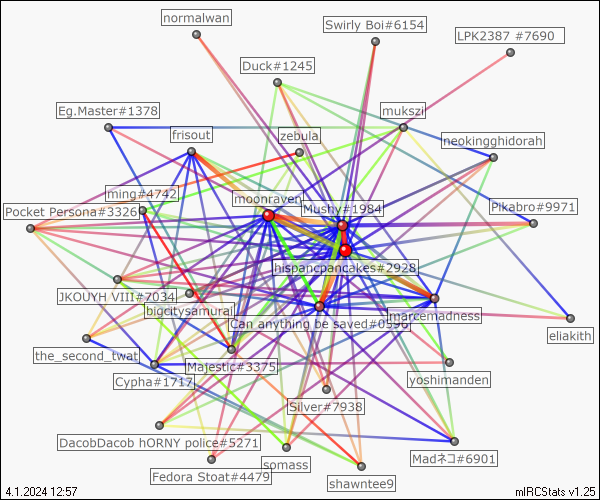 normalwan
Swirly Boi#6154
LPK2387 #7690
Duck#1245
Eg.Master#1378
mukszi
frisout
zebula
neokingghidorah
ming#4742
moonraven
Mushy#1984
Pikabro#9971
Pocket Persona#3326
hispancpancakes#2928
JKOUYH VIII#7034
bigcitysamurai
marcemadness
Can anything be saved#0596
eliakith
the_second_twat
Majestic#3375
Cypha#1717
yoshimanden
Silver#7938
DacobDacob hORNY police#5271
Madネコ#6901
somass
Fedora Stoat#4479
shawntee9
4.1.2024 12:57
mIRCStats v1.25